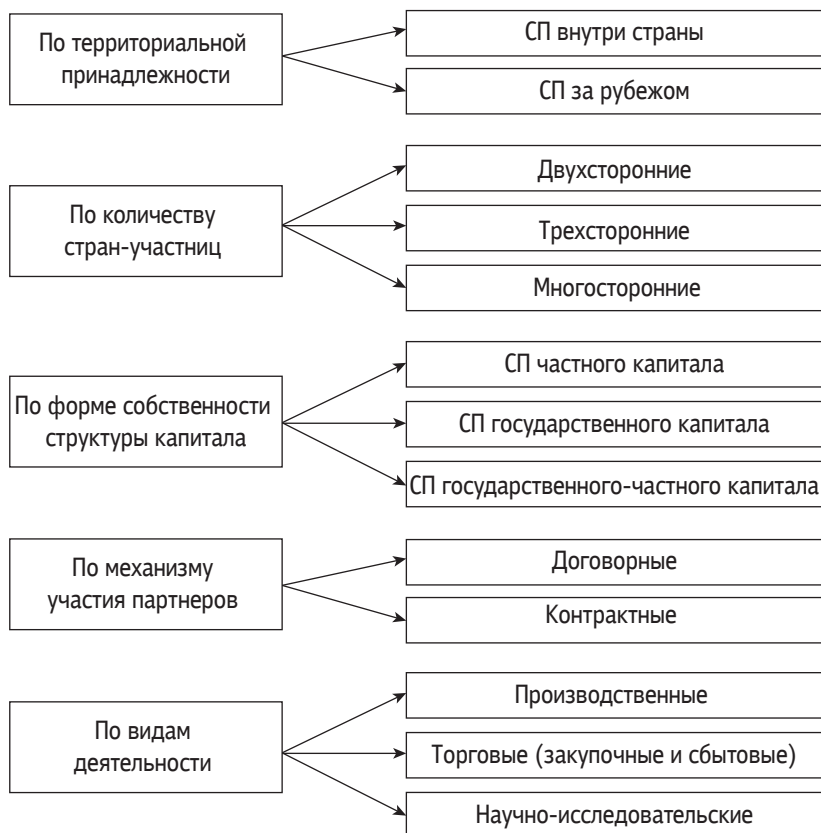 По территориальной
принадлежности
СП внутри страны
СП за рубежом
По количеству
стран-участниц
Двухсторонние
Трехсторонние
Многосторонние
По форме собственности
структуры капитала
СП частного капитала
СП государственного капитала
СП государственного-частного капитала
По механизму
участия партнеров
Договорные
Контрактные
По видам
деятельности
Производственные
Торговые (закупочные и сбытовые)
Научно-исследовательские